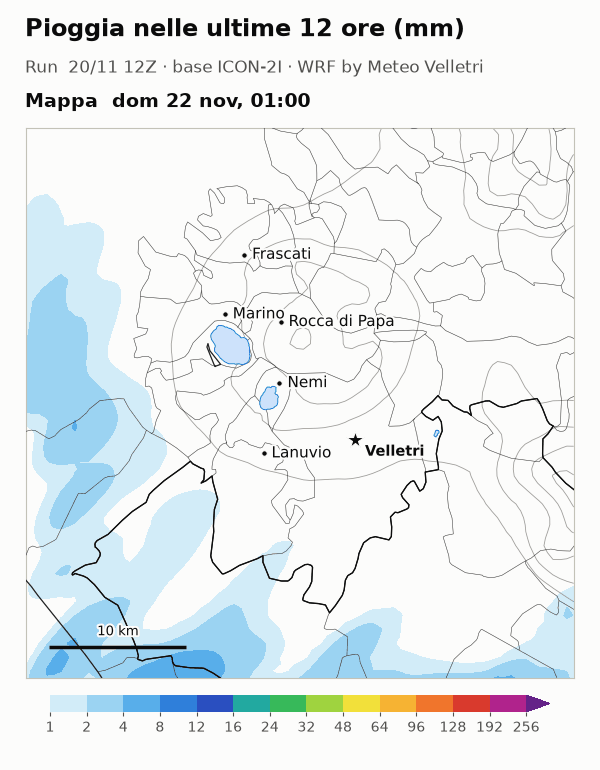 Pioggia nelle ultime 12 ore (mm)
Run  20/11 12Z · base ICON-2I · WRF by Meteo Velletri
Mappa  dom 22 nov, 01:00
Frascati
Marino
Rocca di Papa
Nemi
Velletri
Lanuvio
10 km
1 2 4 8 12 16 24 32 48 64 96 128 192 256